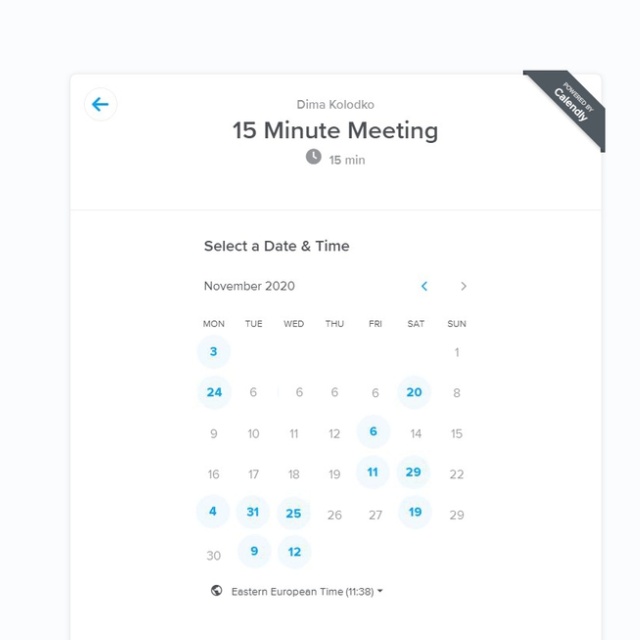 POWERED BY
Calendly
Dima Kolodko
15 Minute Meeting
15 min
Select a Date & Time
November 2020
MON TUE WED THU FRI SAT SUN
3 1
24 6 6 6 6 20 8
9 10 11 12 6 14 15
16 17 18 19 11 29 22
4 31 25 26 27 19 29
30 9 12
Eastern European Time (11:38)